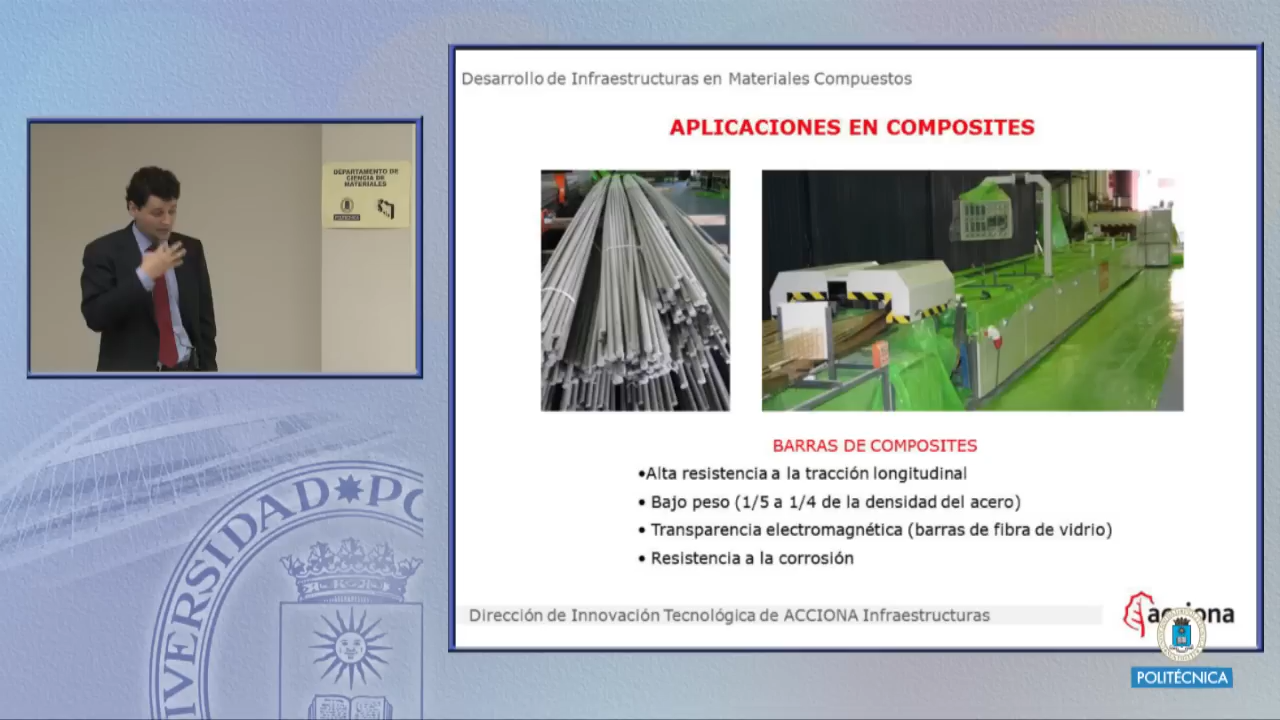 Desarrollo de Infraestructuras en Materiales Compuestos
APLICACIONES EN COMPOSITES
DEPARTAMENTO DE
CIENCIA DE
MATERIALES
BARRAS DE COMPOSITES
•Alta resistencia a la tracción longitudinal
• Bajo peso (1/5 a 1/4 de la densidad del acero)
• Transparencia electromagnética (barras de fibra de vidrio)
• Resistencia a la corrosión
Dirección de Innovación Tecnológica de ACCIONA Infraestructuras
POLITÉCNICA